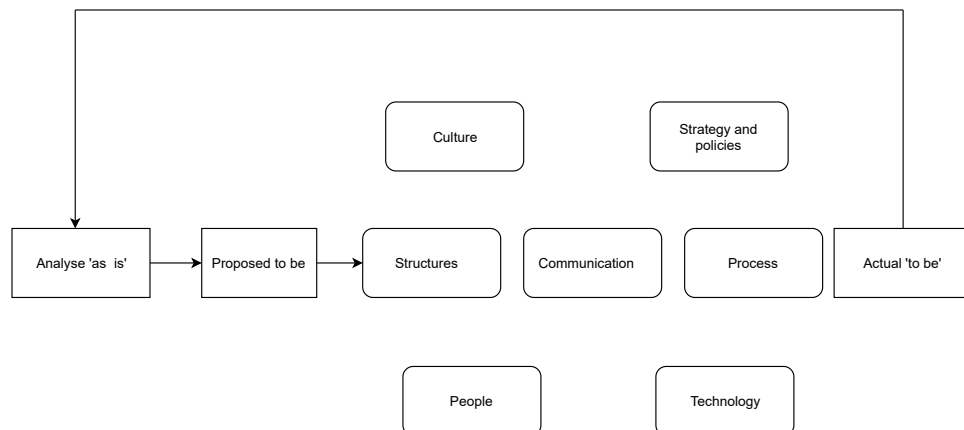 Culture
Strategy and
policies
Analyse 'as  is'
Proposed to be
Structures
Communication
Process
Actual 'to be'
People
Technology